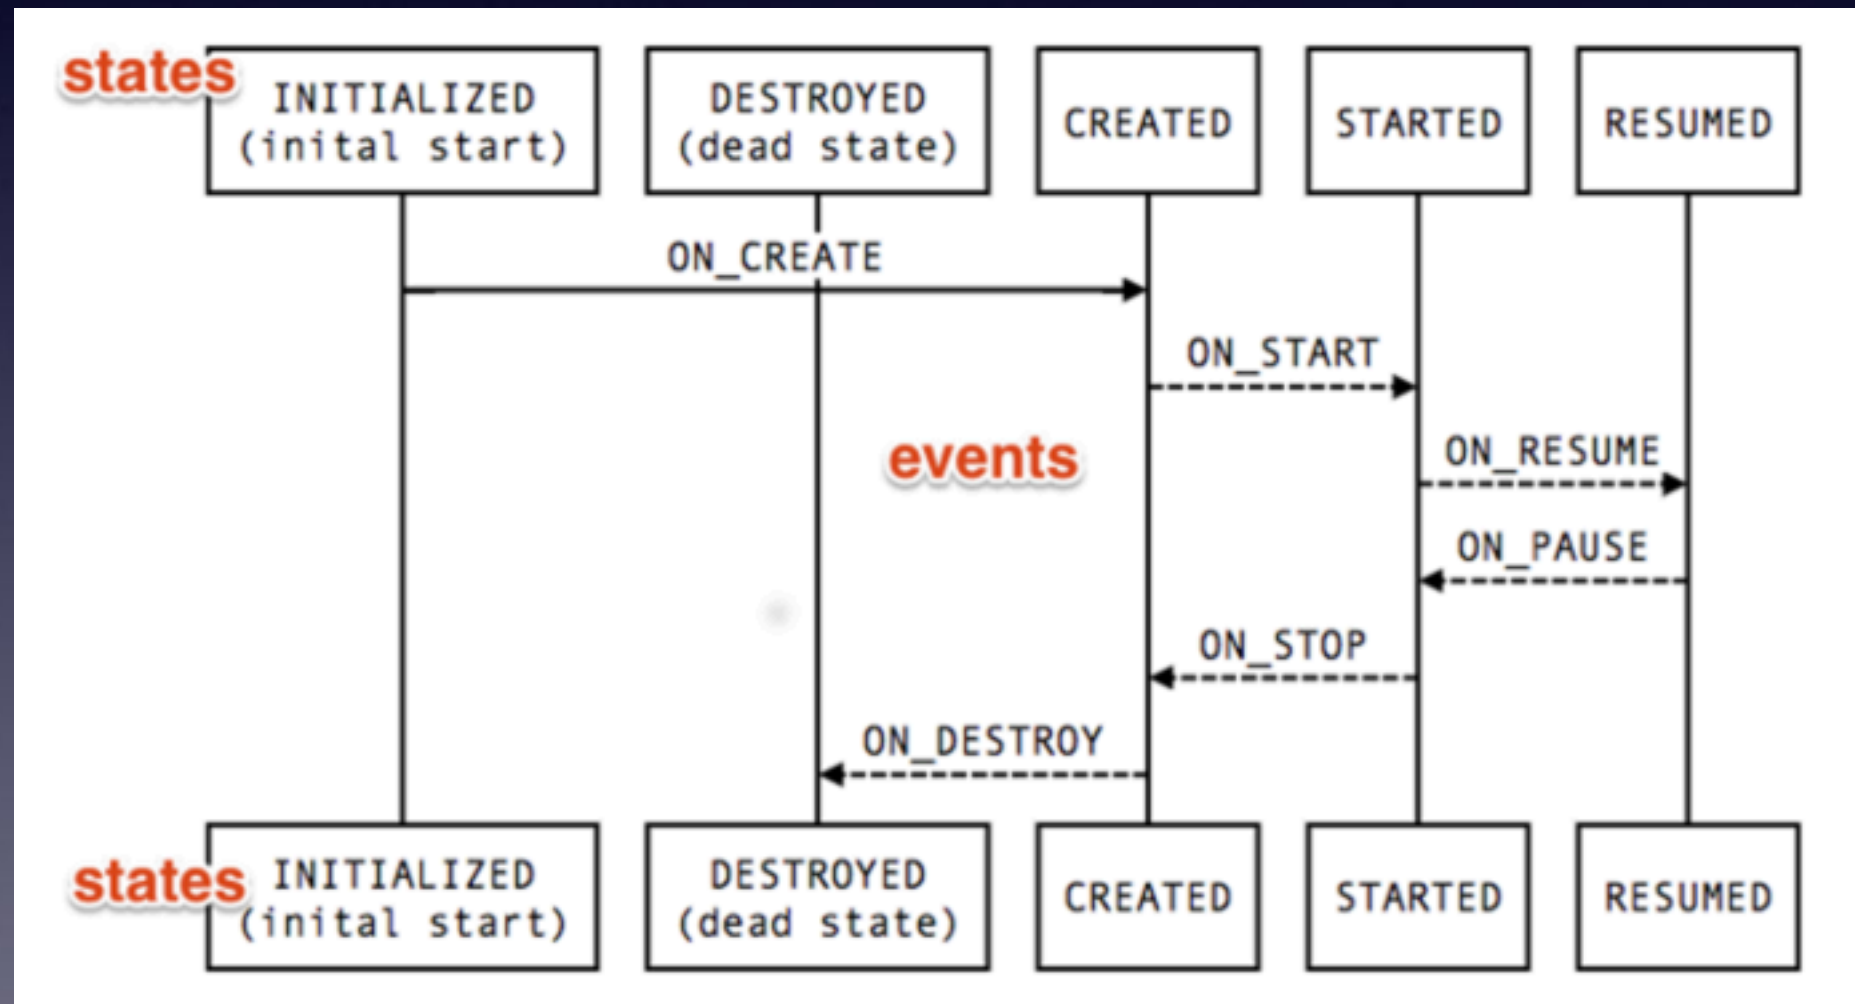 states
INITIALIZED
(inital start)
DESTROYED
(dead state)
CREATED
STARTED
RESUMED
ON_CREATE
ON_START
events
ON_RESUME
ON_PAUSE
ON_STOP
ON_DESTROY
states
INITIALIZED
(inital start)
DESTROYED
(dead state)
CREATED
STARTED
RESUMED